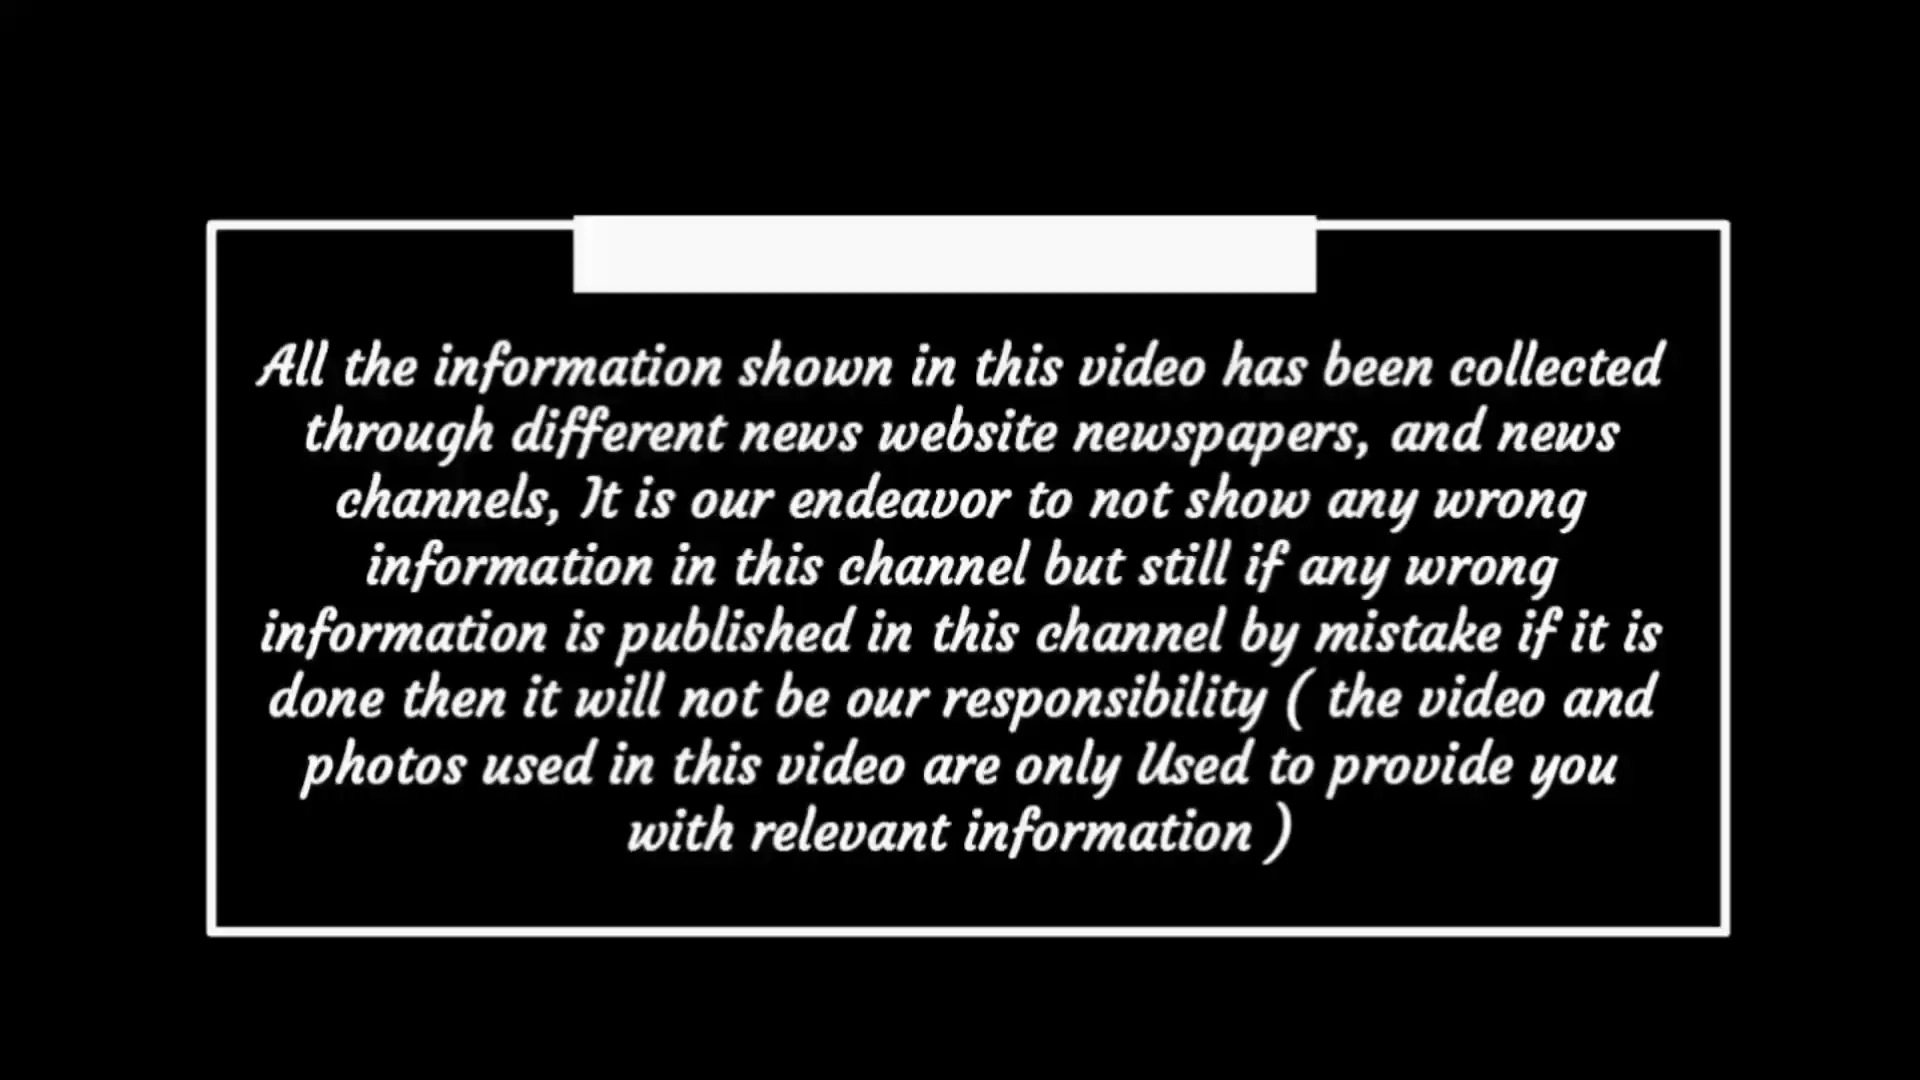 All the information shown in this video has been collected
through different news website newspapers, and news
channels, It is our endeavor to not show any wrong
information in this channel but still if any wrong
information is published in this channel by mistake if it is
done then it will not be our responsibility ( the video and
photos used in this video are only Used to provide you
with relevant information )